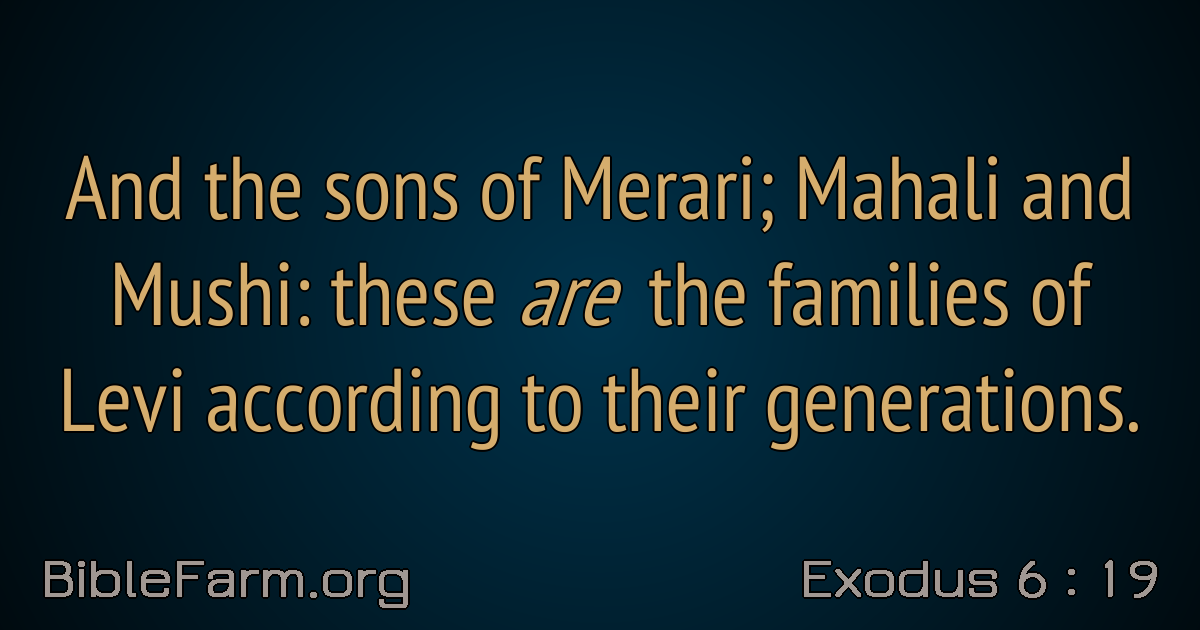 And the sons of Merari; Mahali and
Mushi: these are the families of
Levi according to their generations.
BibleFarm.org
Exodus 6 : 19